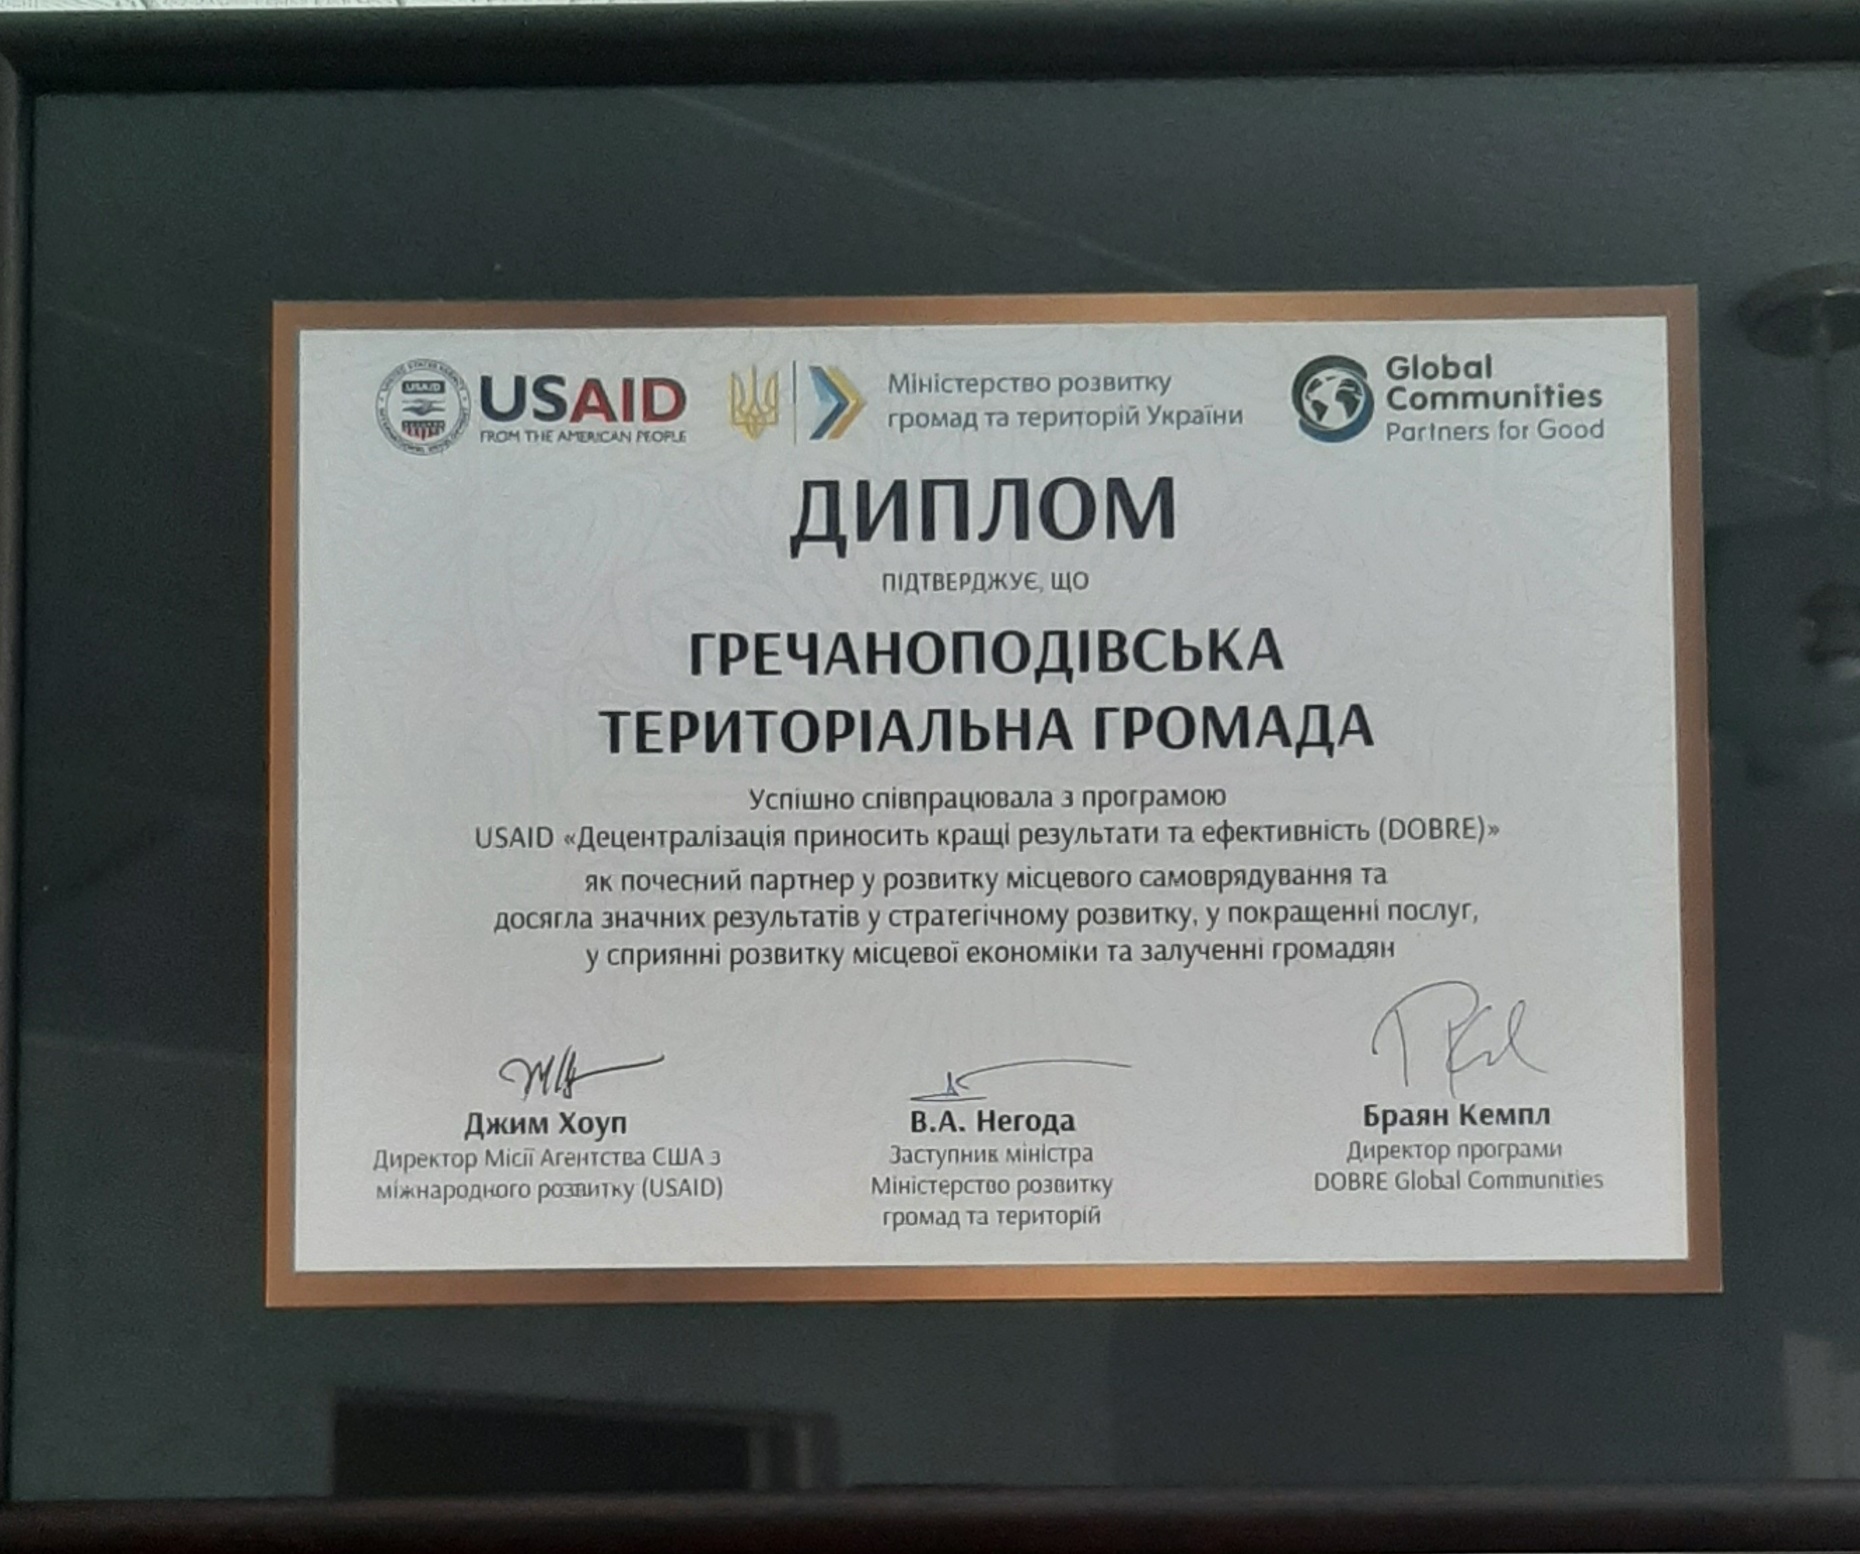 USAID
FROM THE AMERICAN PEOPLE
Міністерство розвитку
громад та територій України
Global
Communities
Partners for Good
ДИПЛОМ
ПІДТВЕРДЖУЄ, ЩО
ГРЕЧАНОПОДІВСЬКА
ТЕРИТОРІАЛЬНА ГРОМАДА
Успішно співпрацювала з програмою
USAID «Децентралізація приносить кращі результати та ефективність (DOBRE)»
як почесний партнер у розвитку місцевого самоврядування та
досягла значних результатів у стратегічному розвитку, у покращенні послуг,
у сприянні розвитку місцевої економіки та залученні громадян
Джим Хоуп
Директор Місії Агентства США з
міжнародного розвитку (USAID)
В.А. Негода
Заступник міністра
Міністерство розвитку
громад та територій
Браян Кемпл
Директор програми
DOBRE Global Communities